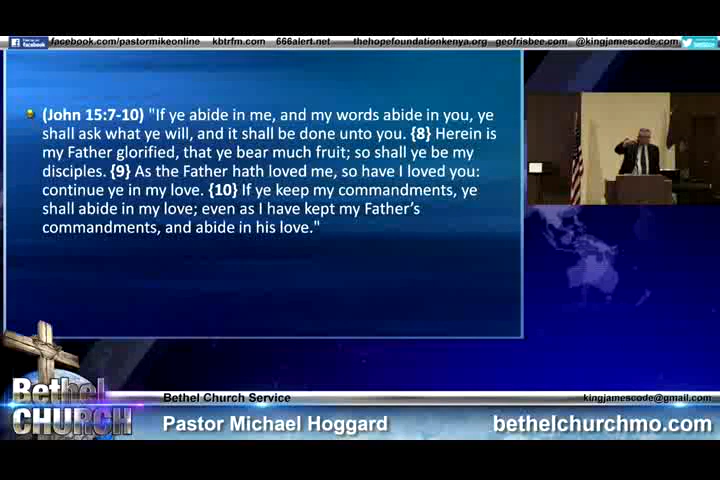 Find us on facebook facebook.com/pastormikeonline kbtrfm.com 666alert.net thehopefoundationkenya.org geofrisbee.com @kingjamescode.com twitter
(John 15:7-10) "If ye abide in me, and my words abide in you, ye
shall ask what ye will, and it shall be done unto you. {8} Herein is
my Father glorified, that ye bear much fruit; so shall ye be my
disciples. {9} As the Father hath loved me, so have I loved you:
continue ye in my love. {10} If ye keep my commandments, ye
shall abide in my love; even as I have kept my Father's
commandments, and abide in his love."
Bethel
CHURCH
Bethel Church Service kingjamescode@gmail.com
Pastor Michael Hoggard bethelchurchmo.com